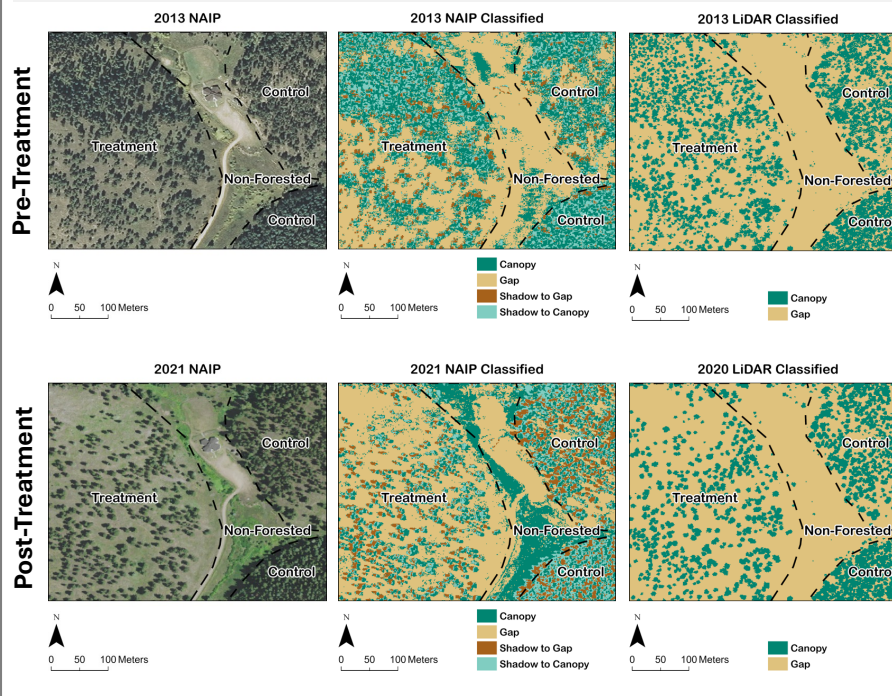 2013 NAIP
2013 NAIP Classified
2013 LiDAR Classified
Pre-Treatment
Control
Treatment
Non-Forested
Control
Control
Treatment
Non-Forested
Control
Control
Treatment
Non-Forested
Contro
N
0 50 100 Meters
N
0 50 100 Meters
Canopy
Gap
Shadow to Gap
Shadow to Canopy
N
0 50 100 Meters
Canopy
Gap
2021 NAIP
2021 NAIP Classified
2020 LiDAR Classified
Post-Treatment
Control
Treatment
Non-Forested
Control
Control
Treatment
Non-Forested
Control
Control
Treatment
Non-Forested
Contro
N
0 50 100 Meters
N
0 50 100 Meters
Canopy
Gap
Shadow to Gap
Shadow to Canopy
N
0 50 100 Meters
Canopy
Gap